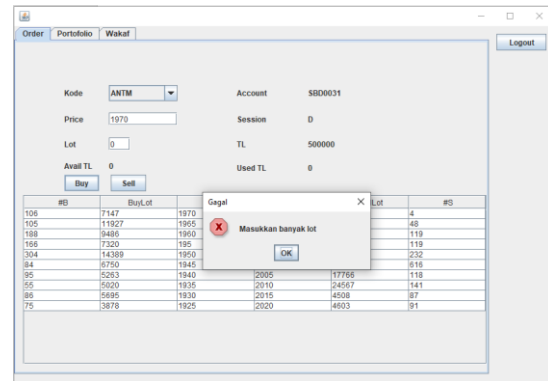 Order Portofolio Wakaf
Logout
Kode ANTM Account SBD0031
Price 1970 Session D
Lot 0 TL 500000
Avail TL 0 Used TL 0
Buy Sell
#B BuyLot Lot #S
Gagal
Masukkan banyak lot
OK
106 7147 1970 4
105 11927 1965 48
188 9486 1960 119
166 7320 195 119
304 14389 1950 232
84 6750 1945 616
95 5263 1940 2005 17766 118
55 5020 1935 2010 24567 141
86 5695 1930 2015 4508 87
75 3878 1925 2020 4603 91